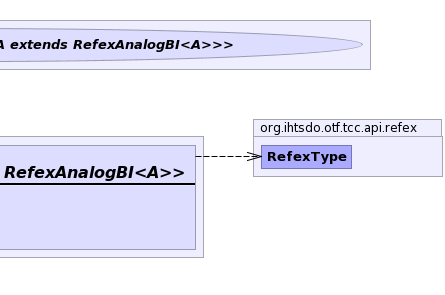 A extends RefexAnalogBI<A>>>
org.ihtsdo.otf.tcc.api.refex
RefexAnalogBI<A>>
RefexType